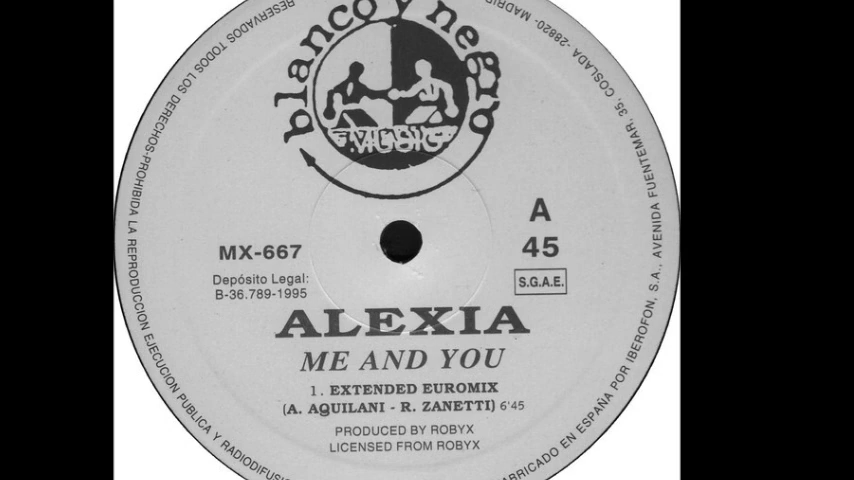 blanco y negro
MUSIC
RESERVADOS TODOS LOS DERECHOS-PROHIBIDA LA REPRODUCCION EJECUCION PUBLICA Y RADIODIFUSI
ABRICADO EN ESPAÑA POR IBEROFON, S.A., AVENIDA FUENTEMAR, 35, COSLADA -28820- MADRID
A
MX-667
45
Depósito Legal:
B-36.789-1995
S.G.A.E.
ALEXIA
ME AND YOU
1. EXTENDED EUROMIX
(A. AQUILANI - R. ZANETTI) 6'45
PRODUCED BY ROBYX
LICENSED FROM ROBYX